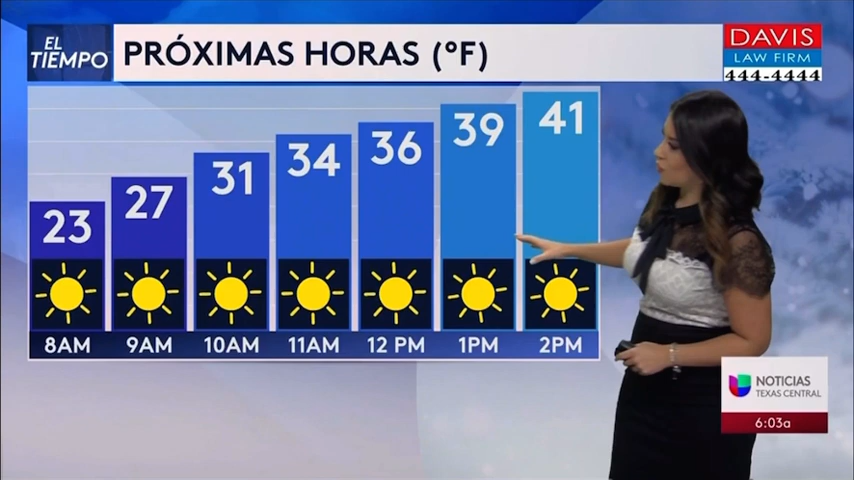 EL
TIEMPO
PRÓXIMAS HORAS (°F)
DAVIS
LAW FIRM
444-4444
23 27 31 34 36 39 41
8AM 9AM 10AM 11AM 12 PM 1PM 2PM
NOTICIAS
TEXAS CENTRAL
6:03a